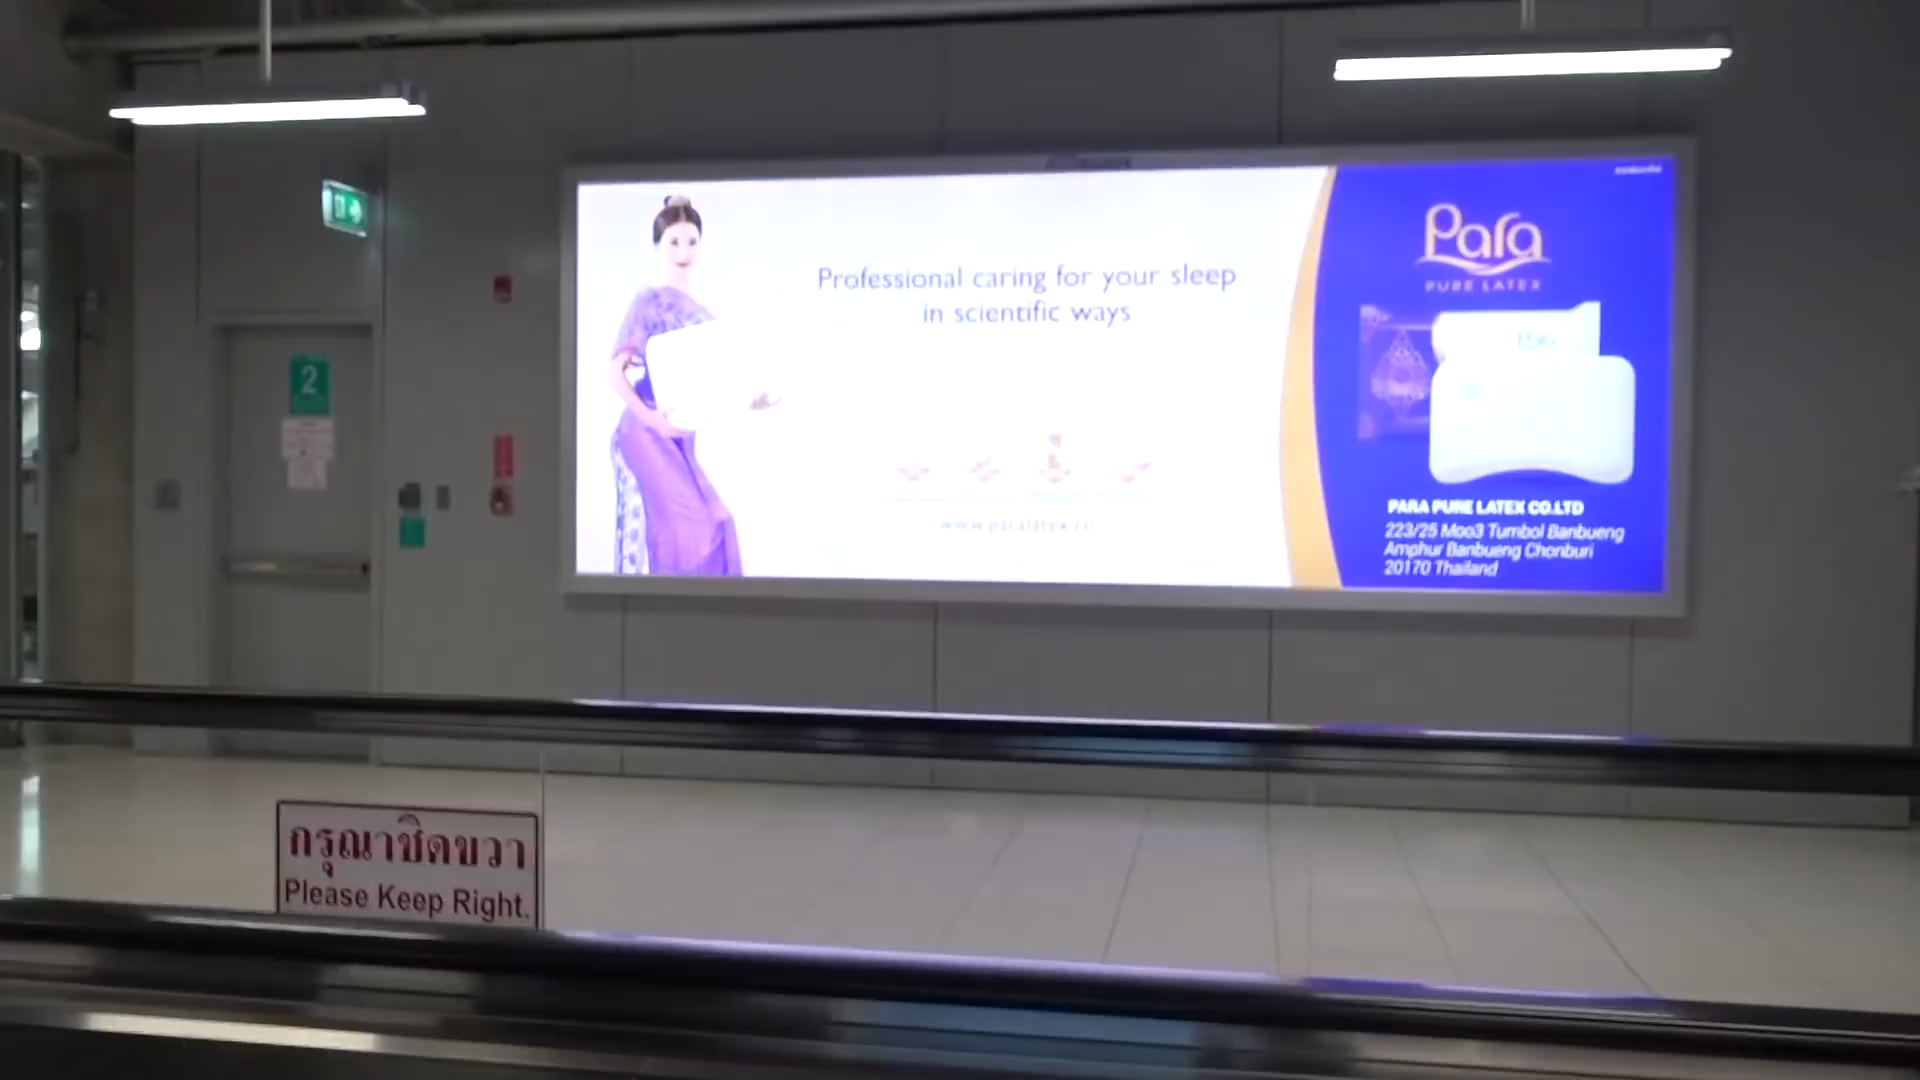 2
Professional caring for your sleep
in scientific ways
Para
PURE LATEX
PARA PURE LATEX CO.LTD
223/25 Moo3 Tumbol Banbueng
Amphur Banbueng Chonburi
20170 Thailand
กรุณาชิดขวา
Please Keep Right.